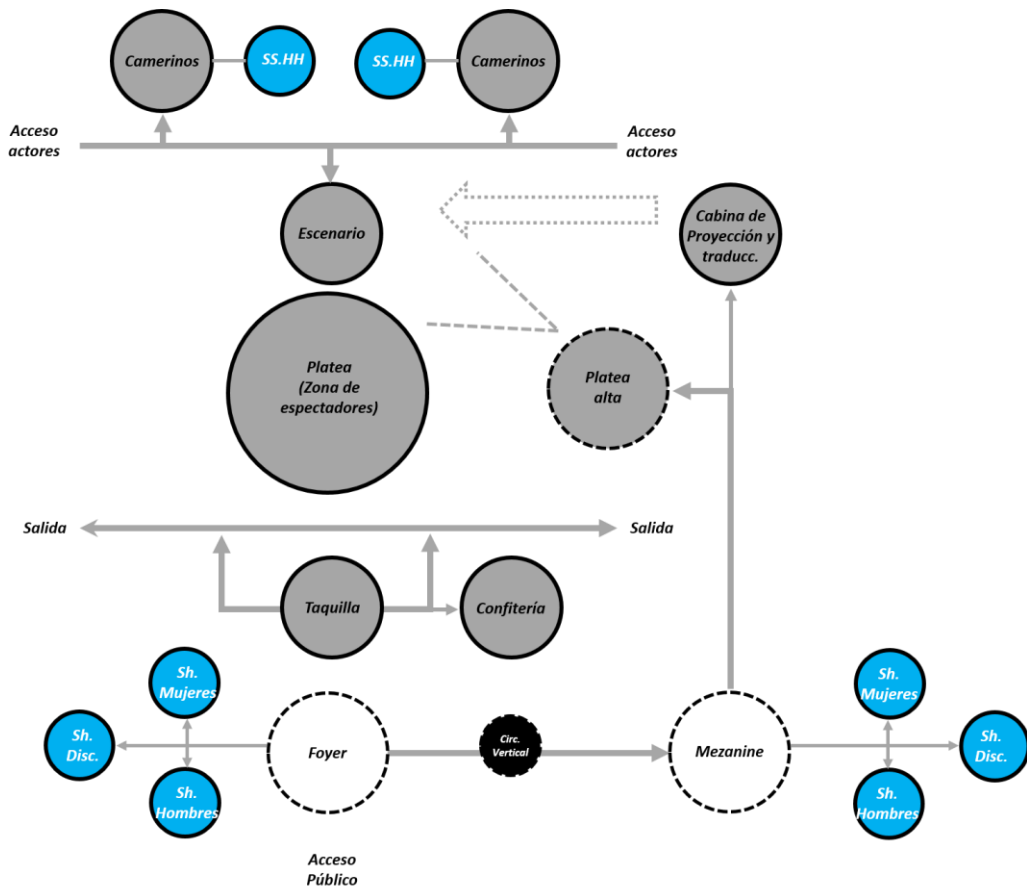 Camerinos
SS.HH
SS.HH
Camerinos
Acceso
actores
Acceso
actores
Escenario
Cabina de
Proyección y
traducc.
Platea
(Zona de
espectadores)
Platea
alta
Salida
Salida
Taquilla
Confitería
Sh.
Mujeres
Sh.
Disc.
Sh.
Hombres
Foyer
Circ.
Vertical
Mezanine
Sh.
Mujeres
Sh.
Disc.
Sh.
Hombres
Acceso
Público